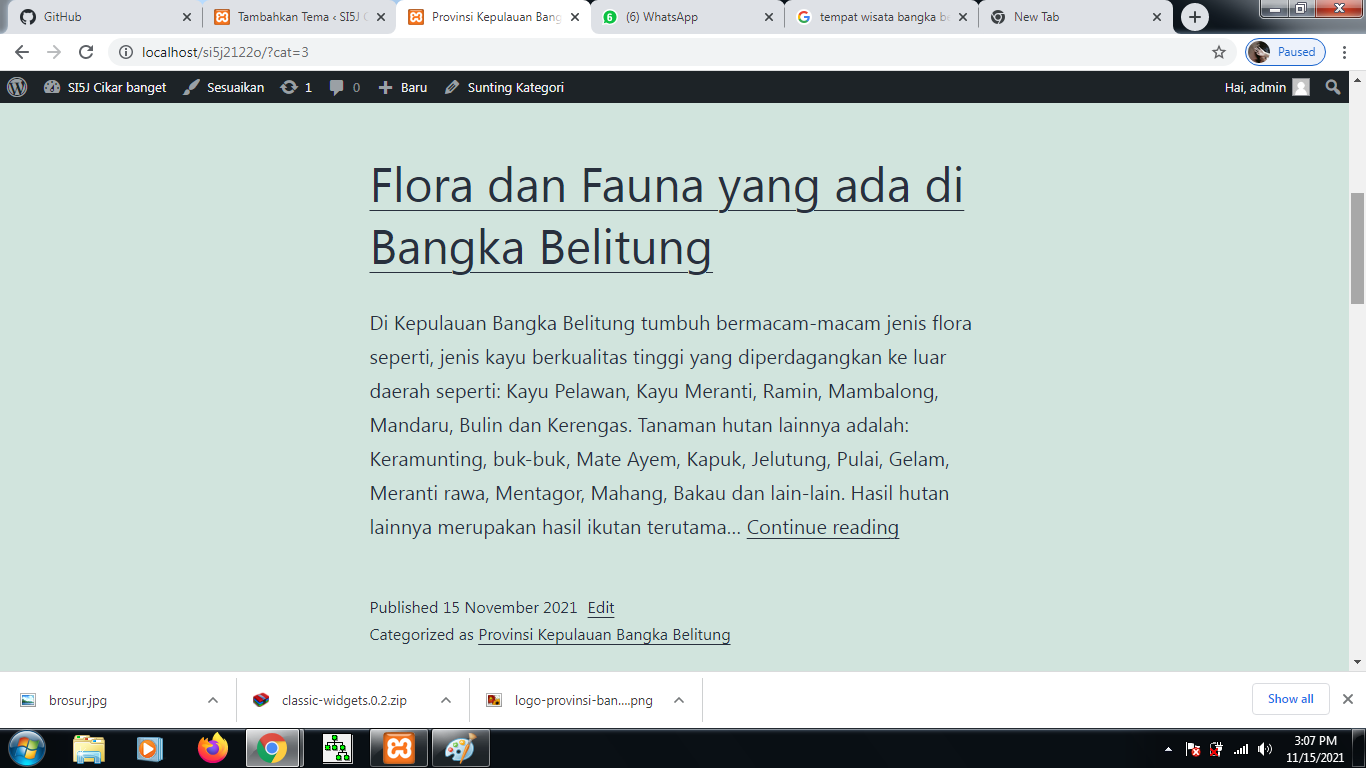 GitHub
Tambahkan Tema ‹ SI5J C
Provinsi Kepulauan Bang
(6) WhatsApp
tempat wisata bangka be
New Tab
localhost/si5j2122o/?cat=3
Paused
SI5J Cikar banget
Sesuaikan
1
0
Baru
Sunting Kategori
Hai, admin
Flora dan Fauna yang ada di
Bangka Belitung
Di Kepulauan Bangka Belitung tumbuh bermacam-macam jenis flora
seperti, jenis kayu berkualitas tinggi yang diperdagangkan ke luar
daerah seperti: Kayu Pelawan, Kayu Meranti, Ramin, Mambalong,
Mandaru, Bulin dan Kerengas. Tanaman hutan lainnya adalah:
Keramunting, buk-buk, Mate Ayem, Kapuk, Jelutung, Pulai, Gelam,
Meranti rawa, Mentagor, Mahang, Bakau dan lain-lain. Hasil hutan
lainnya merupakan hasil ikutan terutama… Continue reading
Published 15 November 2021 Edit
Categorized as Provinsi Kepulauan Bangka Belitung
brosur.jpg
classic-widgets.0.2.zip
logo-provinsi-ban....png
Show all
3:07 PM
11/15/2021